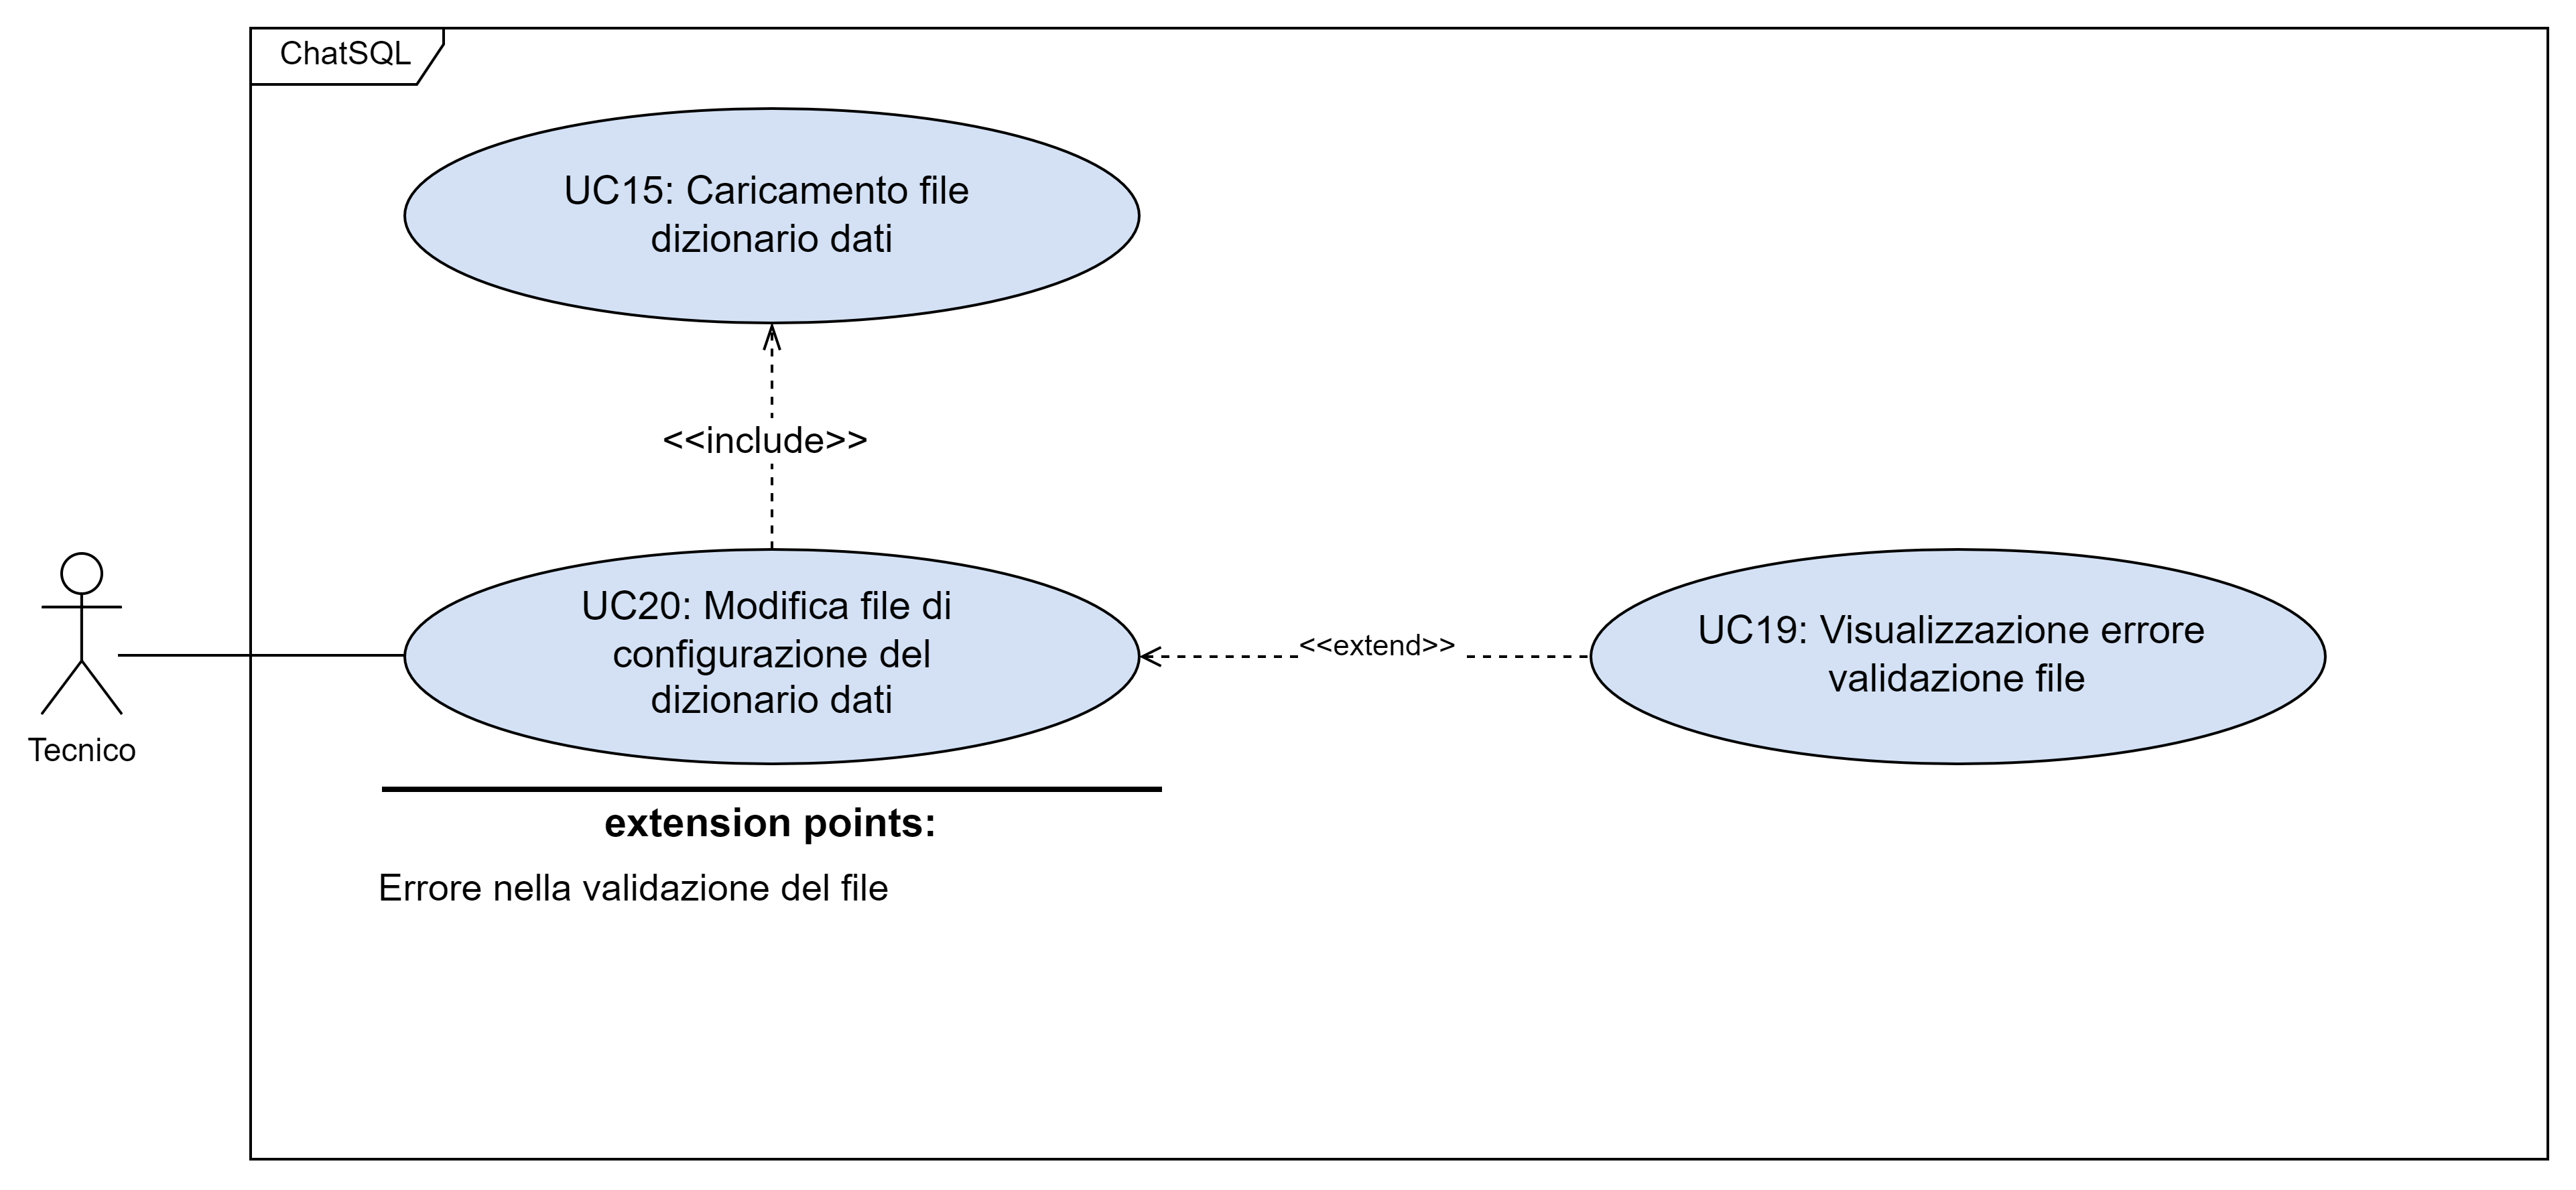 ChatSQL
UC15: Caricamento file
dizionario dati
<<include>>
UC20: Modifica file di
configurazione del
dizionario dati
<<extend>>
UC19: Visualizzazione errore
validazione file
Tecnico
extension points:
Errore nella validazione del file